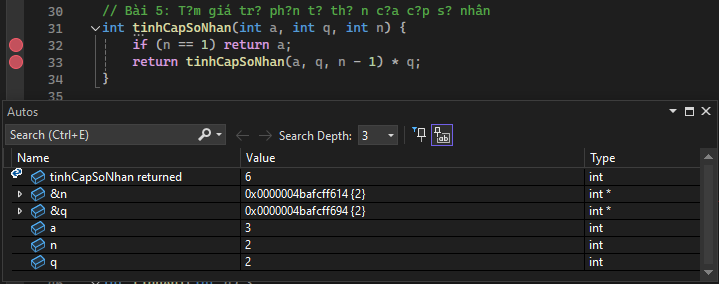 30
31 // Bài 5: T?m giá tr? ph?n t? th? n c?a c?p s? nhân
int tinhCapSoNhan(int a, int q, int n) {
32 if (n == 1) return a;
33 return tinhCapSoNhan(a, q, n - 1) * q;
34 }
35
Autos
Search (Ctrl+E) Search Depth: 3
Name Value Type
tinhCapSoNhan returned 6 int
&n 0x0000004bafcff614 {2} int *
&q 0x0000004bafcff694 {2} int *
a 3 int
n 2 int
q 2 int